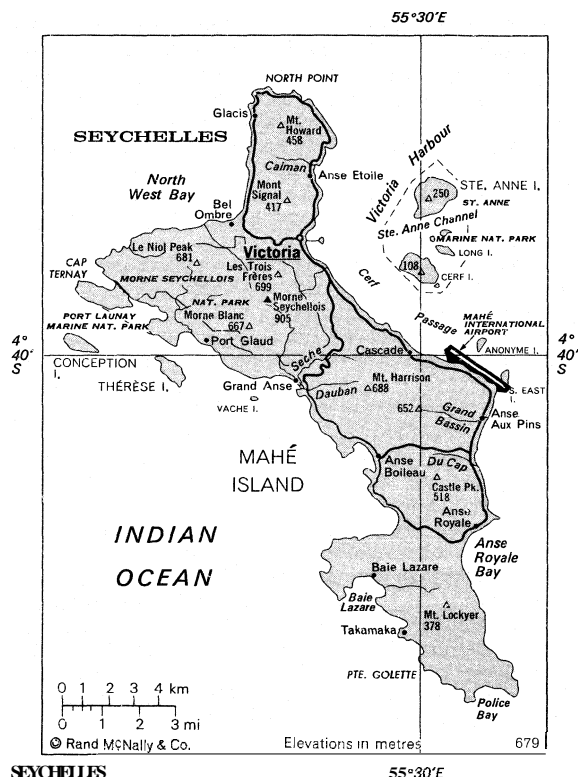 55°30'E
NORTH POINT
Glacis
Mt.
Howard
458
SEYCHELLES
Victoria Harbour
Caiman
Anse Etoile
North
West Bay
Mont
Signal
417
250
STE. ANNE I.
ST. ANNE
Bel
Ombre
Ste. Anne Channel
MARINE NAT. PARK
Victoria
LONG I.
Le Niol Peak
681
CAP
TERNAY
Les Trois
Frères
699
108
CERF I.
MORNE SEYCHELLOIS
NAT. PARK
Cerf Passage
Morne
Seychellois
905
PORT LAUNAY
MARINE NAT. PARK
Morne Blanc
667
MAHÉ
INTERNATIONAL
AIRPORT
4°
40'
S
Port Glaud
ANONYME I.
4°
40'
S
CONCEPTION
I.
Seche
Cascade
THÉRÈSE I.
Grand Anse
Mt. Harrison
688
S. EAST
I.
Dauban
VACHE I.
652
Grand
Bassin
Anse
Aux Pins
MAHÉ
ISLAND
Anse
Boileau
Du Cap
Castle Pk.
518
Anse
Royale
INDIAN
OCEAN
Anse
Royale
Bay
Baie Lazare
Baie
Lazare
Mt. Lockyer
378
Takamaka
PTE. GOLETTE
Police
Bay
0 1 2 3 4 km
0 1 2 3 mi
© Rand McNally & Co.
Elevations in metres
679
SEYCHELLES
55°30'E